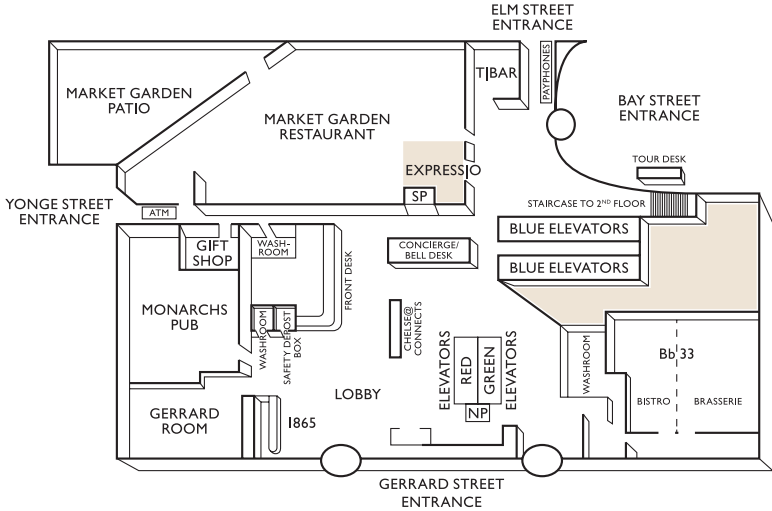 ELM STREET
ENTRANCE
MARKET GARDEN
PATIO
MARKET GARDEN
RESTAURANT
T|BAR
PAYPHONES
BAY STREET
ENTRANCE
EXPRESS|O
SP
TOUR DESK
STAIRCASE TO 2ND FLOOR
YONGE STREET
ENTRANCE
ATM
GIFT
SHOP
WASH-
ROOM
FRONT DESK
CONCIERGE/
BELL DESK
BLUE ELEVATORS
BLUE ELEVATORS
MONARCHS
PUB
WASHROOM
SAFETY DEPOST
BOX
CHELSE@
CONNECTS
ELEVATORS
RED
GREEN
ELEVATORS
NP
WASHROOM
Bb 33
BISTRO
BRASSERIE
LOBBY
GERRARD
ROOM
1865
GERRARD STREET
ENTRANCE